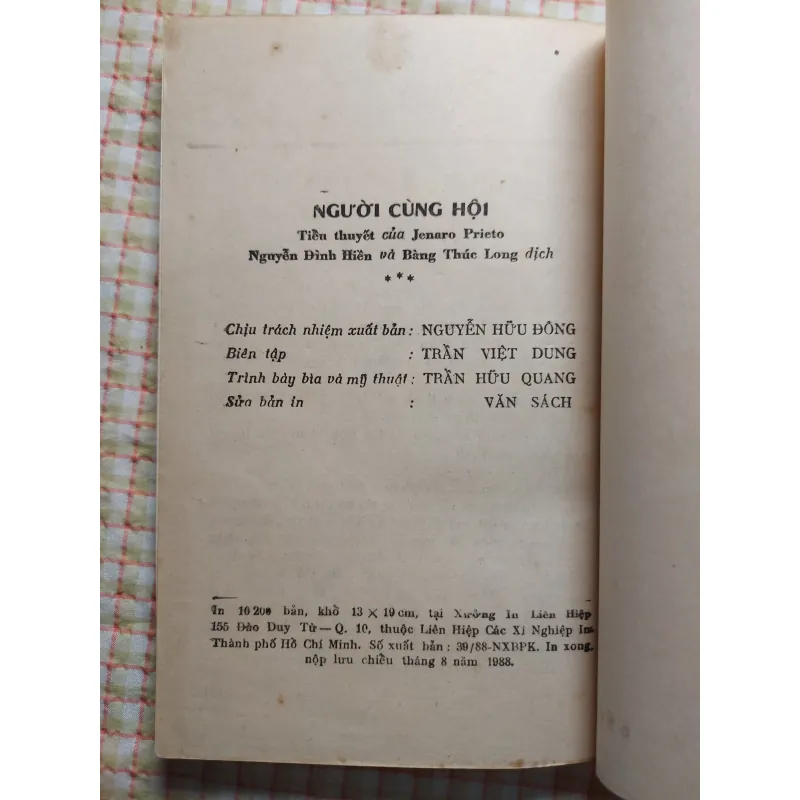 NGƯỜI CÙNG HỘI
Tiều thuyết của Jenaro Prieto
Nguyễn Đình Hiền và Bàng Thúc Long dịch
***
Chịu trách nhiệm xuất bản : NGUYỄN HỮU ĐÔNG
Biên tập : TRẦN VIỆT DUNG
Trình bày bìa và mỹ thuật : TRẦN HỮU QUANG
Sửa bản in : VĂN SÁCH
In 10 200 bản, khổ 13 × 19 cm, tại Xưởng In Liên Hiệp
155 Đào Duy Từ — Q. 10, thuộc Liên Hiệp Các Xí Nghiệp In
Thành phố Hồ Chí Minh. Số xuất bản : 39/88-NXBPK. In xong,
nộp lưu chiều tháng 8 năm 1988.